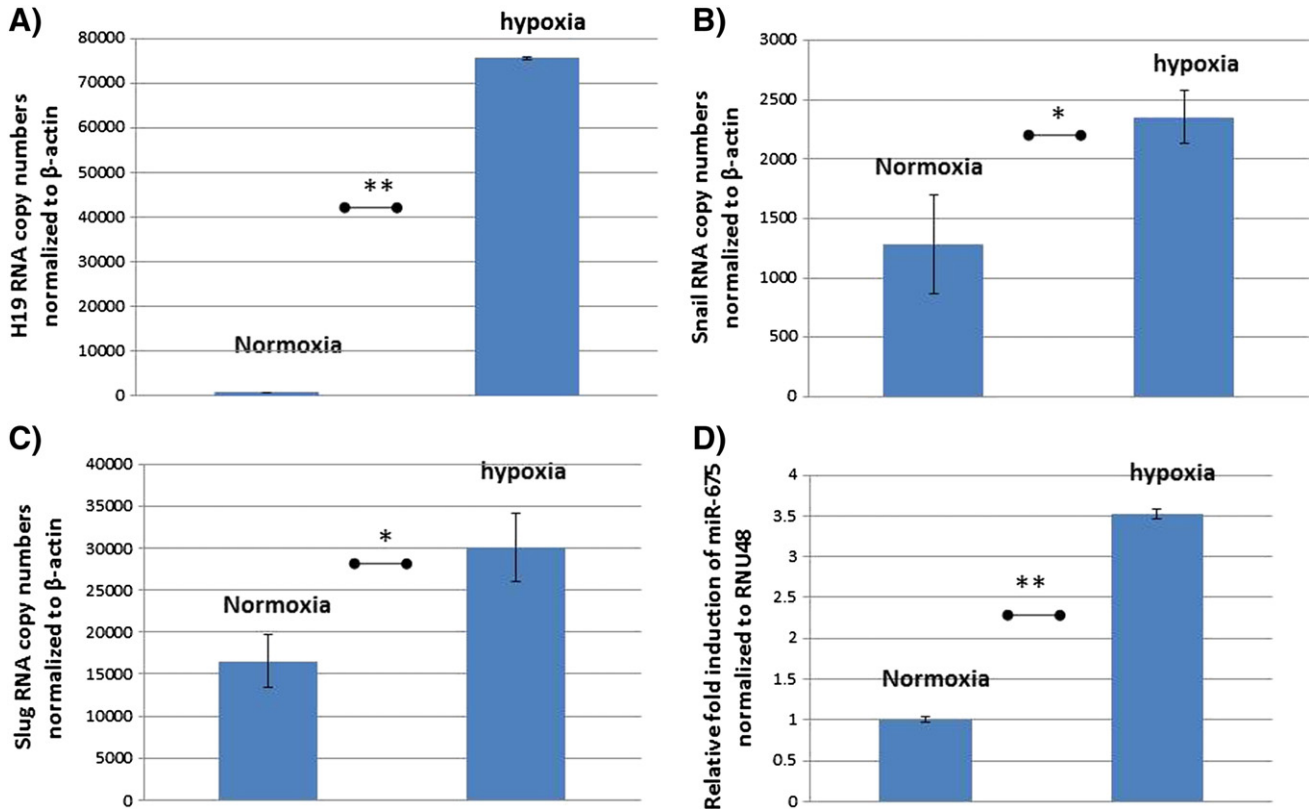 A)
H19 RNA copy numbers
normalized to β-actin
80000
70000
60000
50000
40000
30000
20000
10000
0
Normoxia
**
hypoxia
B)
Snail RNA copy numbers
normalized to β-actin
3000
2500
2000
1500
1000
500
0
Normoxia
*
hypoxia
C)
Slug RNA copy numbers
normalized to β-actin
40000
35000
30000
25000
20000
15000
10000
5000
0
Normoxia
*
hypoxia
D)
Relative fold induction of miR-675
normalized to RNU48
4
3.5
3
2.5
2
1.5
1
0.5
0
Normoxia
**
hypoxia